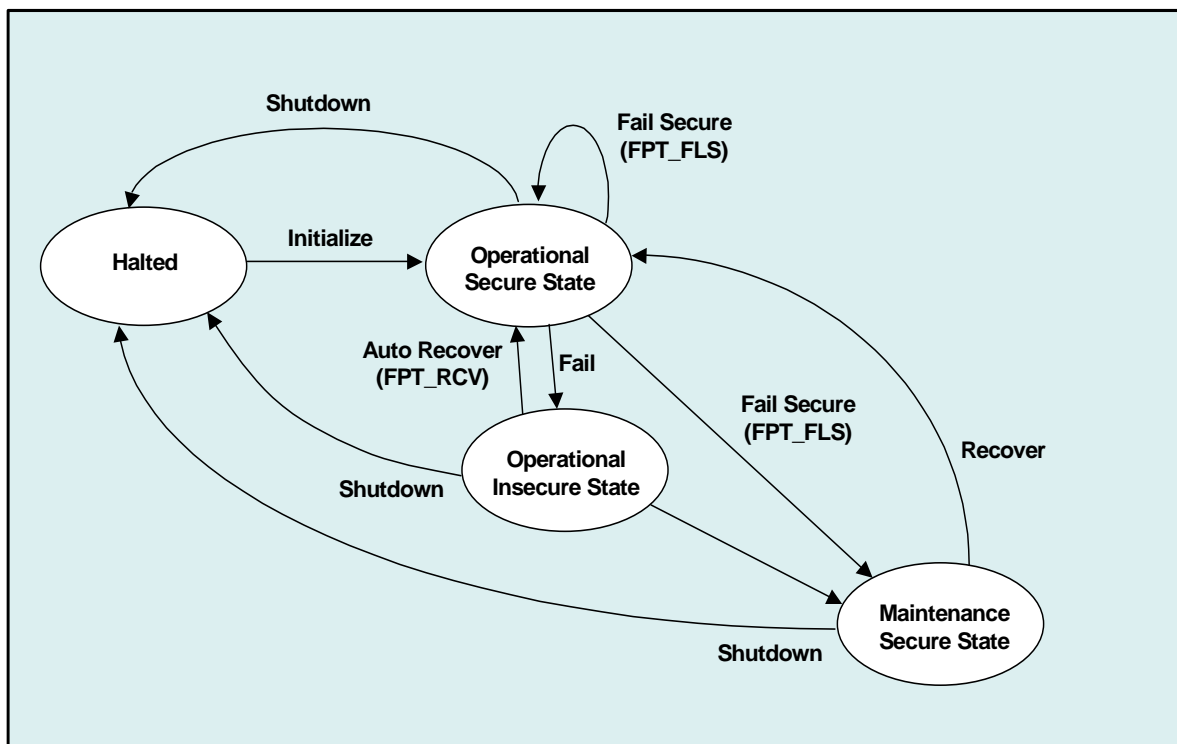 Shutdown
Fail Secure
(FPT_FLS)
Halted
Initialize
Operational
Secure State
Auto Recover
(FPT_RCV)
Fail
Fail Secure
(FPT_FLS)
Recover
Operational
Insecure State
Shutdown
Maintenance
Secure State
Shutdown